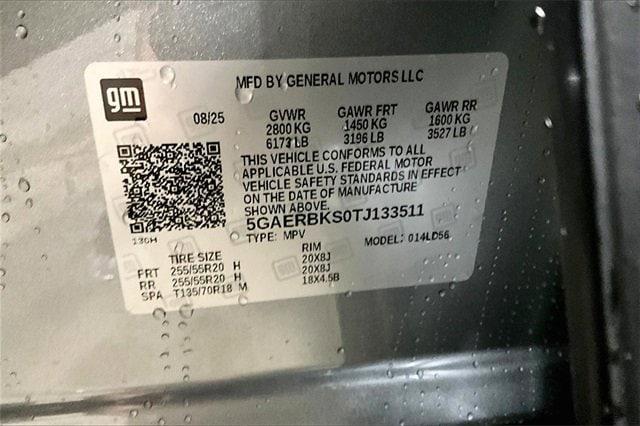 gm
MFD BY GENERAL MOTORS LLC
08/25 GVWR GAWR FRT GAWR RR
2800 KG 1450 KG 1600 KG
6173 LB 3196 LB 3527 LB
THIS VEHICLE CONFORMS TO ALL
APPLICABLE U.S. FEDERAL MOTOR
VEHICLE SAFETY STANDARDS IN EFFECT
ON THE DATE OF MANUFACTURE
SHOWN ABOVE.
5GAERBKS0TJ133511
13CH TYPE: MPV MODEL: 014LD56
TIRE SIZE RIM
FRT 255/55R20 H 20X8J
RR 255/55R20 H 20X8J
SPA T135/70R18 M 18X4.5B